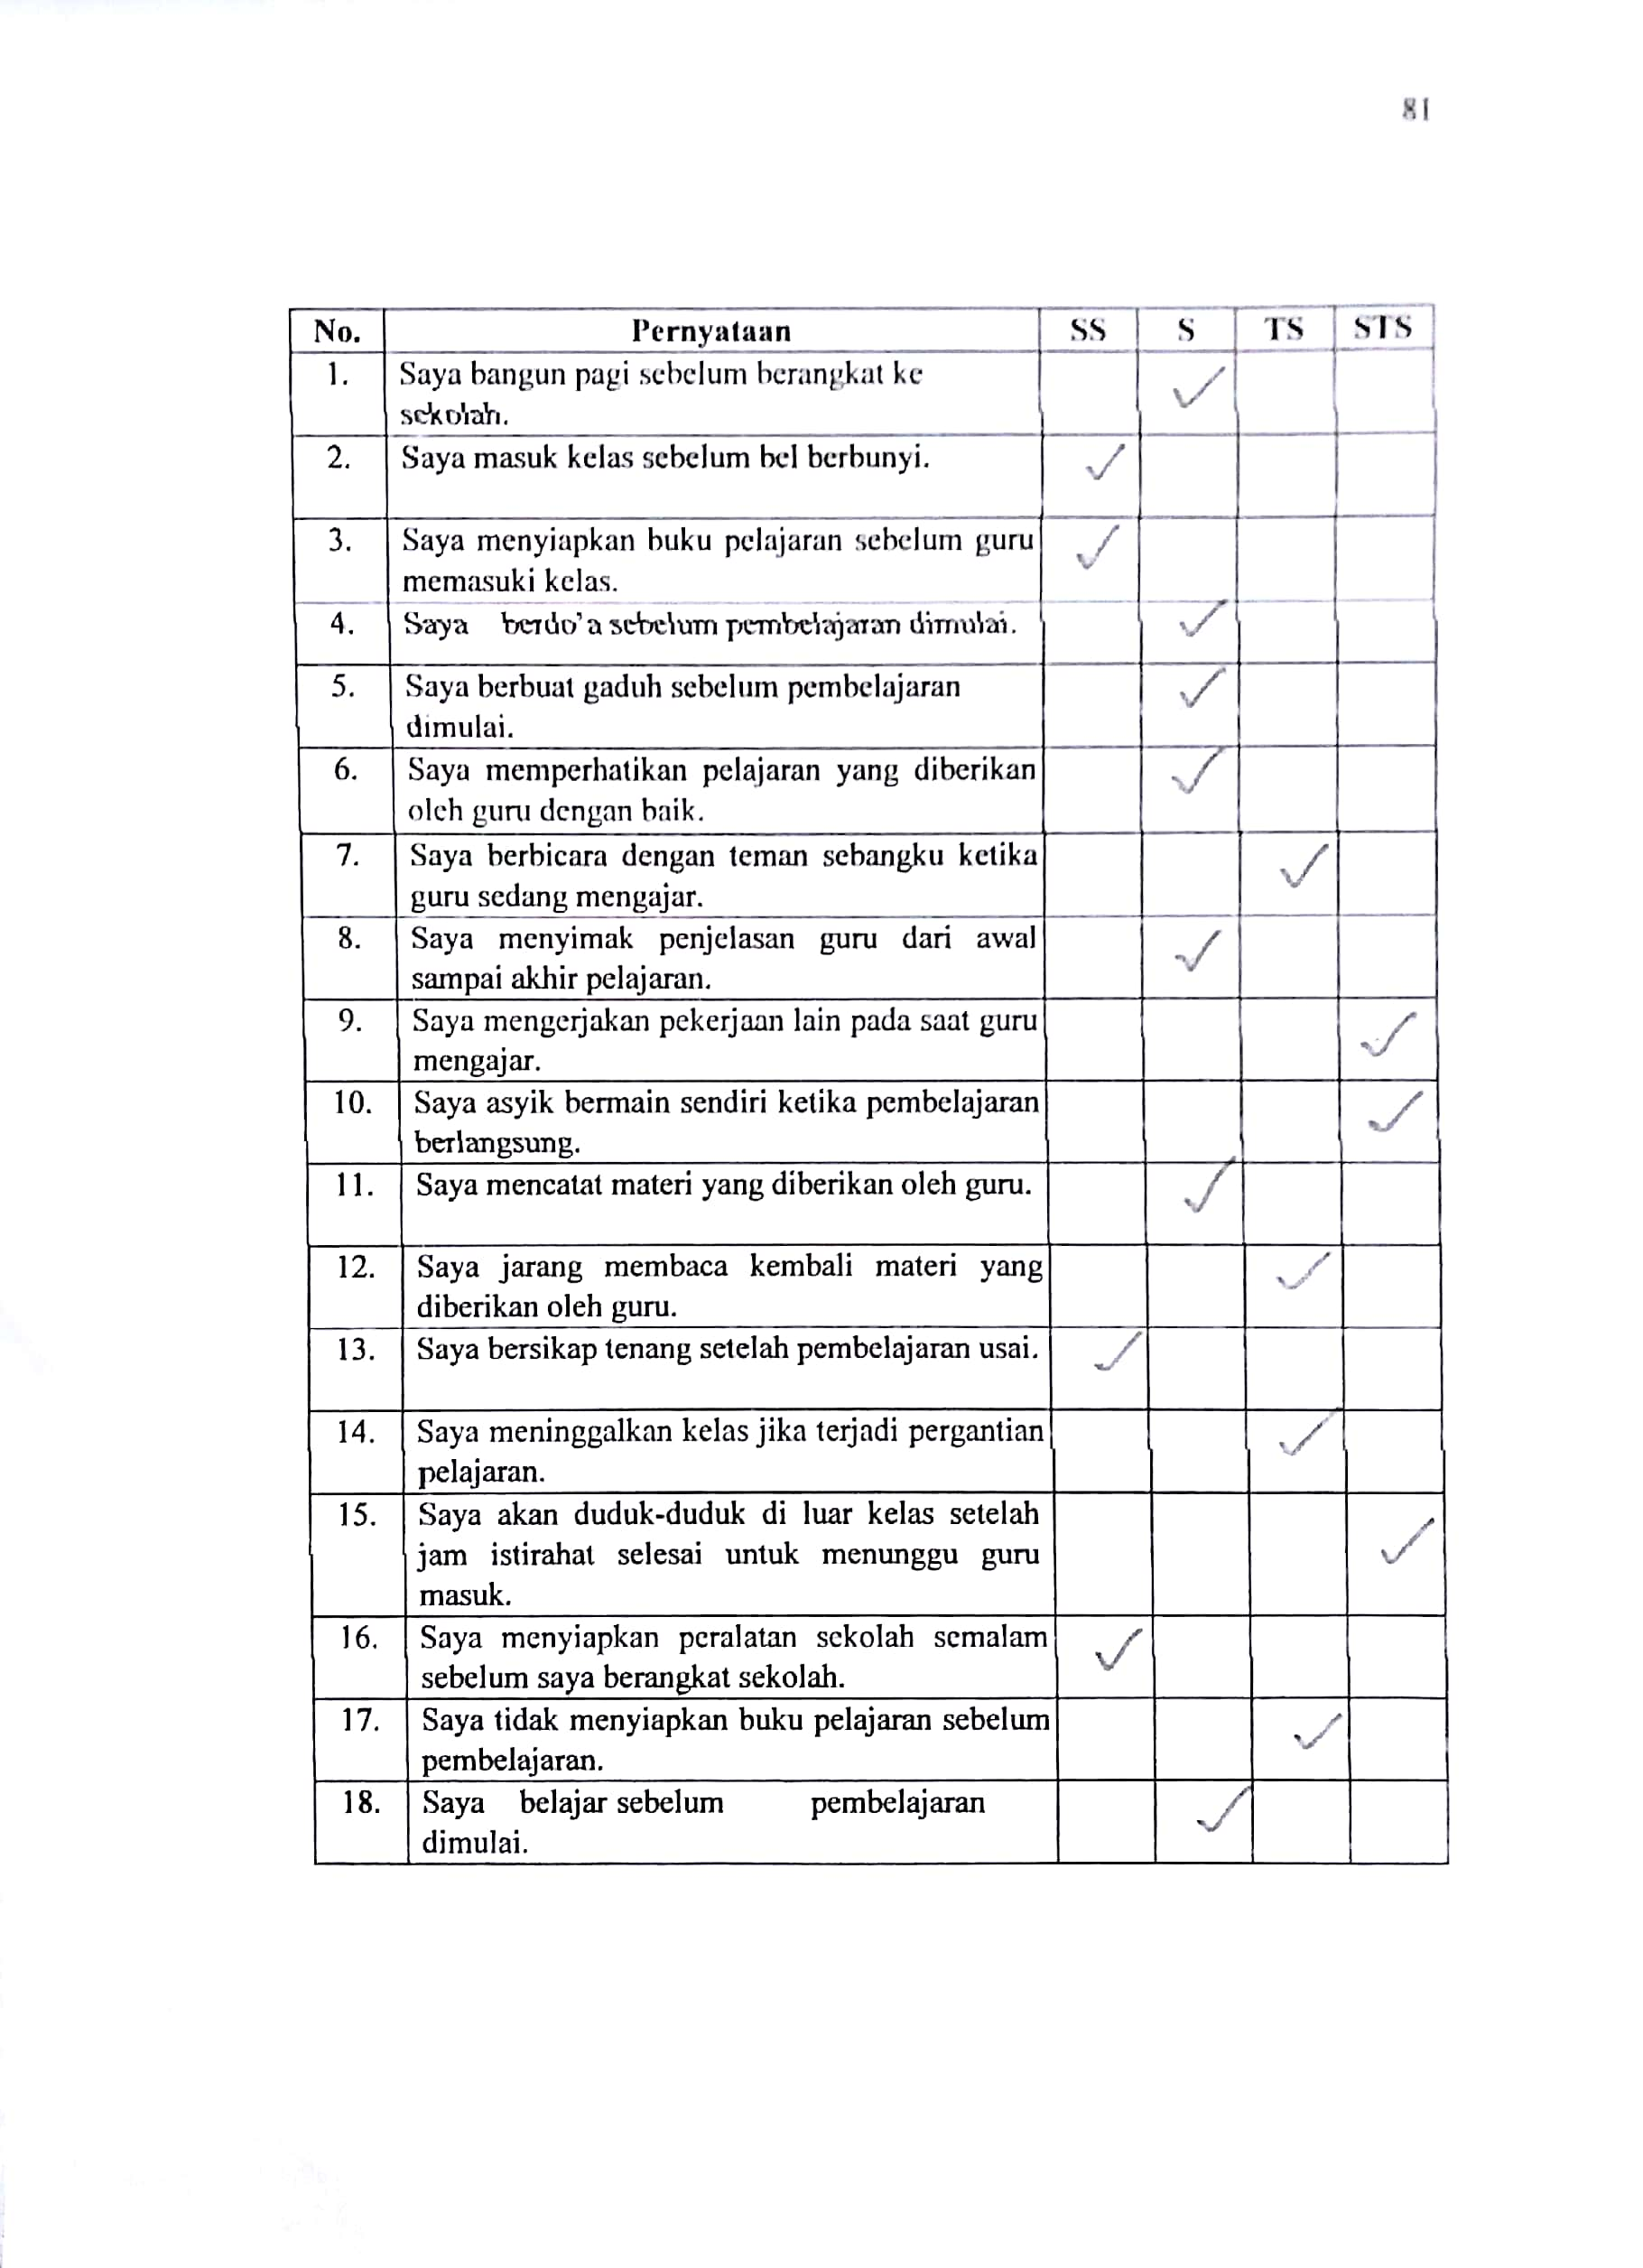 81
No. Pernyataan SS S TS STS
1. Saya bangun pagi sebelum berangkat ke ✓
sekolah.
2. Saya masuk kelas sebelum bel berbunyi. ✓
3. Saya menyiapkan buku pelajaran sebelum guru ✓
memasuki kelas.
4. Saya berdo'a sebelum pembelajaran dimulai. ✓
5. Saya berbuat gaduh sebelum pembelajaran ✓
dimulai.
6. Saya memperhatikan pelajaran yang diberikan ✓
oleh guru dengan baik.
7. Saya berbicara dengan teman sebangku ketika ✓
guru sedang mengajar.
8. Saya menyimak penjelasan guru dari awal ✓
sampai akhir pelajaran.
9. Saya mengerjakan pekerjaan lain pada saat guru ✓
mengajar.
10. Saya asyik bermain sendiri ketika pembelajaran ✓
berlangsung.
11. Saya mencatat materi yang diberikan oleh guru. ✓
12. Saya jarang membaca kembali materi yang ✓
diberikan oleh guru.
13. Saya bersikap tenang setelah pembelajaran usai. ✓
14. Saya meninggalkan kelas jika terjadi pergantian ✓
pelajaran.
15. Saya akan duduk-duduk di luar kelas setelah ✓
jam istirahat selesai untuk menunggu guru
masuk.
16. Saya menyiapkan peralatan sekolah semalam ✓
sebelum saya berangkat sekolah.
17. Saya tidak menyiapkan buku pelajaran sebelum ✓
pembelajaran.
18. Saya belajar sebelum pembelajaran ✓
dimulai.